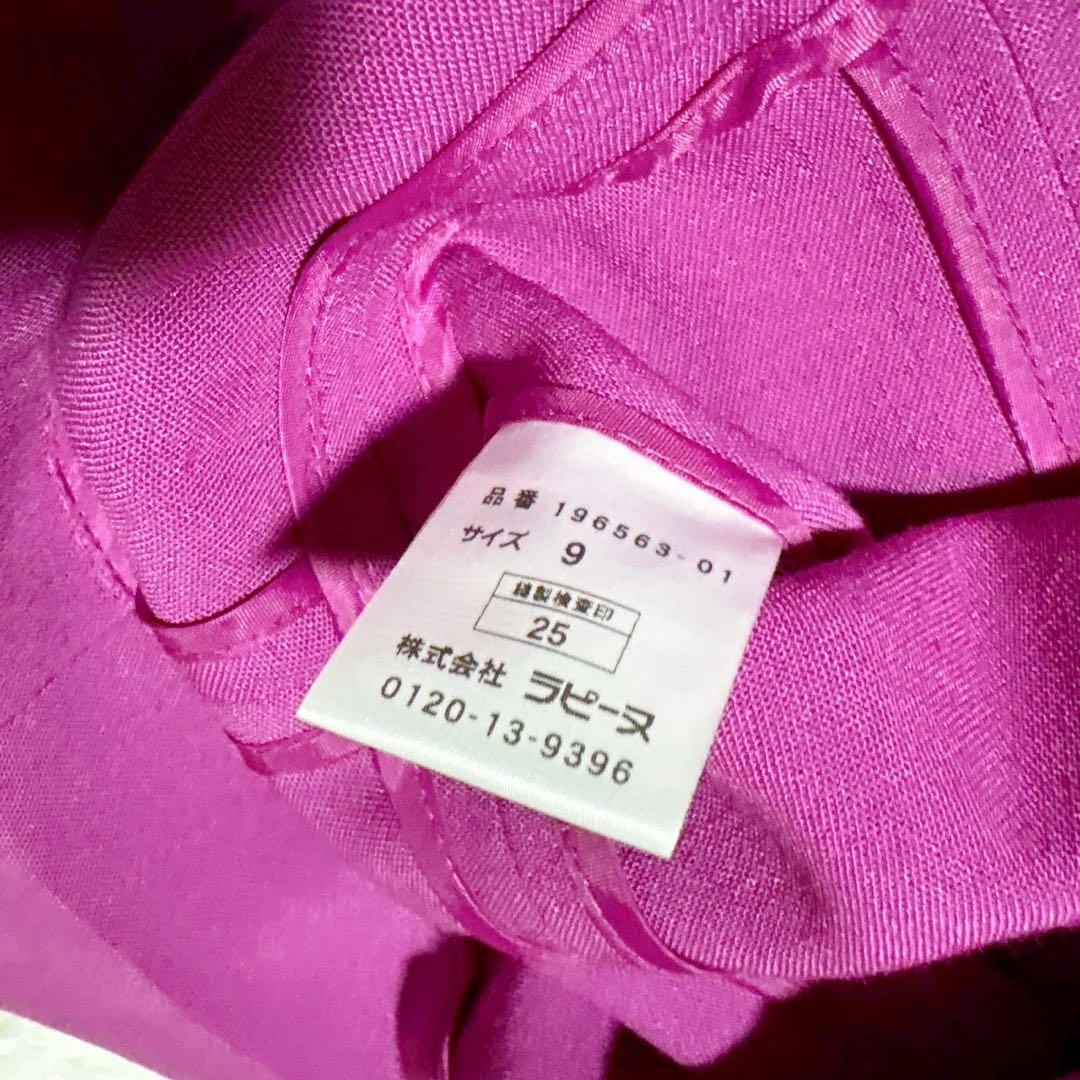 品番 196563-01
サイズ 9
縫製検査印
25
株式会社 ラピーヌ
0120-13-9396